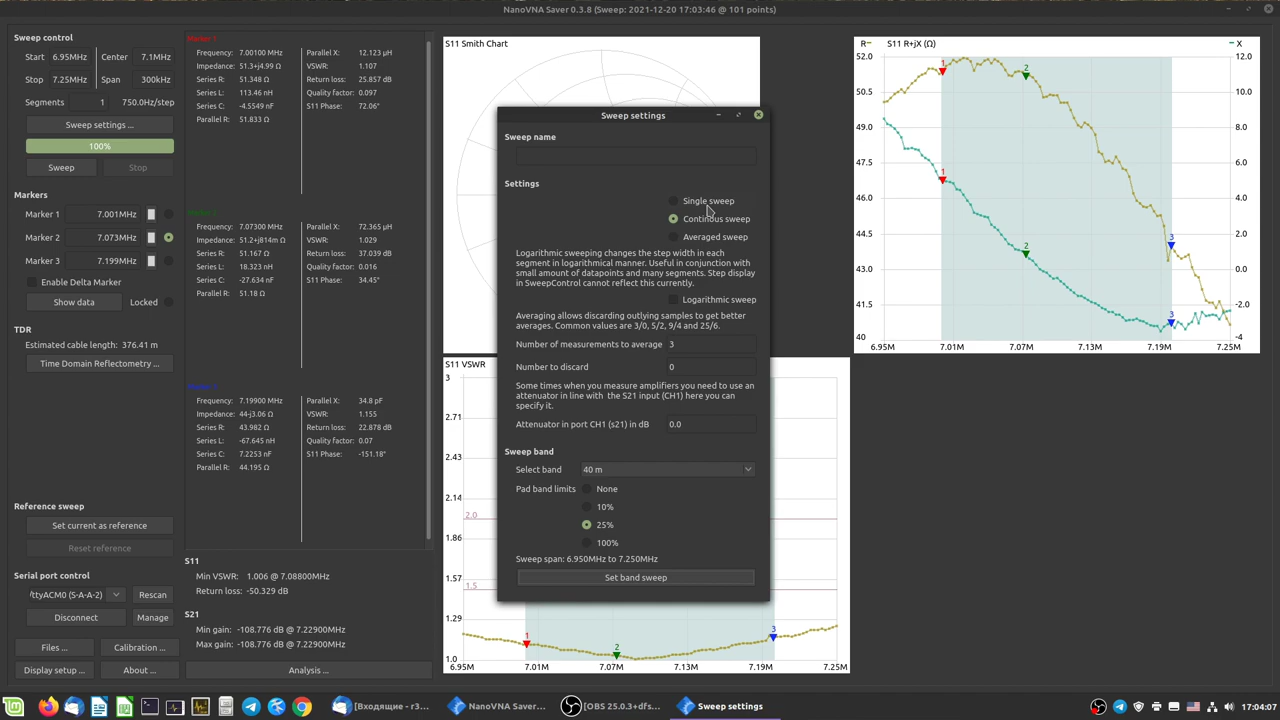 NanoVNA Saver 0.3.8 (Sweep: 2021-12-20 17:03:46 @ 101 points)
Sweep control
Start 6.95MHz Center 7.1MHz
Stop 7.25MHz Span 300kHz
Segments 1 750.0Hz/step
Sweep settings ...
100%
Sweep Stop
Markers
Marker 1 7.001MHz
Marker 2 7.073MHz
Marker 3 7.199MHz
Enable Delta Marker
Show data Locked
TDR
Estimated cable length: 376.41 m
Time Domain Reflectometry ...
Reference sweep
Set current as reference
Reset reference
Serial port control
/ttyACM0 (S-A-A-2) Rescan
Disconnect Manage
Files ... Calibration ...
Display setup ... About ...
Marker 1
Frequency: 7.00100 MHz Parallel X: 12.123 µH
Impedance: 51.3+j4.99 Ω VSWR: 1.107
Series R: 51.348 Ω Return loss: 25.857 dB
Series L: 113.46 nH Quality factor: 0.097
Series C: -4.5549 nF S11 Phase: 72.06°
Parallel R: 51.833 Ω
Frequency: 7.07300 MHz Parallel X: 72.365 µH
Impedance: 51.2+j814m Ω VSWR: 1.029
Series R: 51.167 Ω Return loss: 37.039 dB
Series L: 18.323 nH Quality factor: 0.016
Series C: -27.634 nF S11 Phase: 34.45°
Parallel R: 51.18 Ω
Frequency: 7.19900 MHz Parallel X: 34.8 pF
Impedance: 44-j3.06 Ω VSWR: 1.155
Series R: 43.982 Ω Return loss: 22.878 dB
Series L: -67.645 nH Quality factor: 0.07
Series C: 7.2253 nF S11 Phase: -151.18°
Parallel R: 44.195 Ω
S11
Min VSWR: 1.006 @ 7.08800MHz
Return loss: -50.329 dB
S21
Min gain: -108.776 dB @ 7.22900MHz
Max gain: -108.776 dB @ 7.22900MHz
Analysis ...
S11 Smith Chart
Sweep settings
Sweep name
Settings
Single sweep
Continous sweep
Averaged sweep
Logarithmic sweeping changes the step width in each
segment in logarithmical manner. Useful in conjunction with
small amount of datapoints and many segments. Step display
in SweepControl cannot reflect this currently.
Logarithmic sweep
Averaging allows discarding outlying samples to get better
averages. Common values are 3/0, 5/2, 9/4 and 25/6.
Number of measurements to average 3
Number to discard 0
Some times when you measure amplifiers you need to use an
attenuator in line with the S21 input (CH1) here you can
specify it.
Attenuator in port CH1 (s21) in dB 0.0
Sweep band
Select band 40 m
Pad band limits None
10%
25%
100%
Sweep span: 6.950MHz to 7.250MHz
Set band sweep
S11 VSWR
3
2.71
2.43
2.14
2.0
1.86
1.57
1.5
1.29
1.0
1 2 3
6.95M 7.01M 7.07M 7.13M 7.19M 7.25M
R S11 R+jX (Ω) X
52.0 12.0
50.5 10.0
49.0 8.0
47.5 6.0
46.0 4.0
44.5 2.0
43.0 0.0
41.5 -2.0
40 -4
1 2 3
1 2 3
6.95M 7.01M 7.07M 7.13M 7.19M 7.25M
[Входящие - r3...
NanoVNA Saver...
[OBS 25.0.3+dfs...
Sweep settings
17:04:07